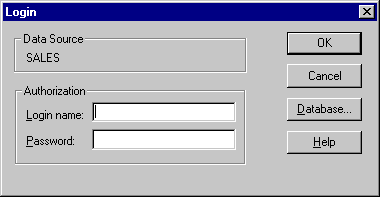 Login
Data Source
SALES
OK
Cancel
Authorization
Login name:
Database...
Password:
Help